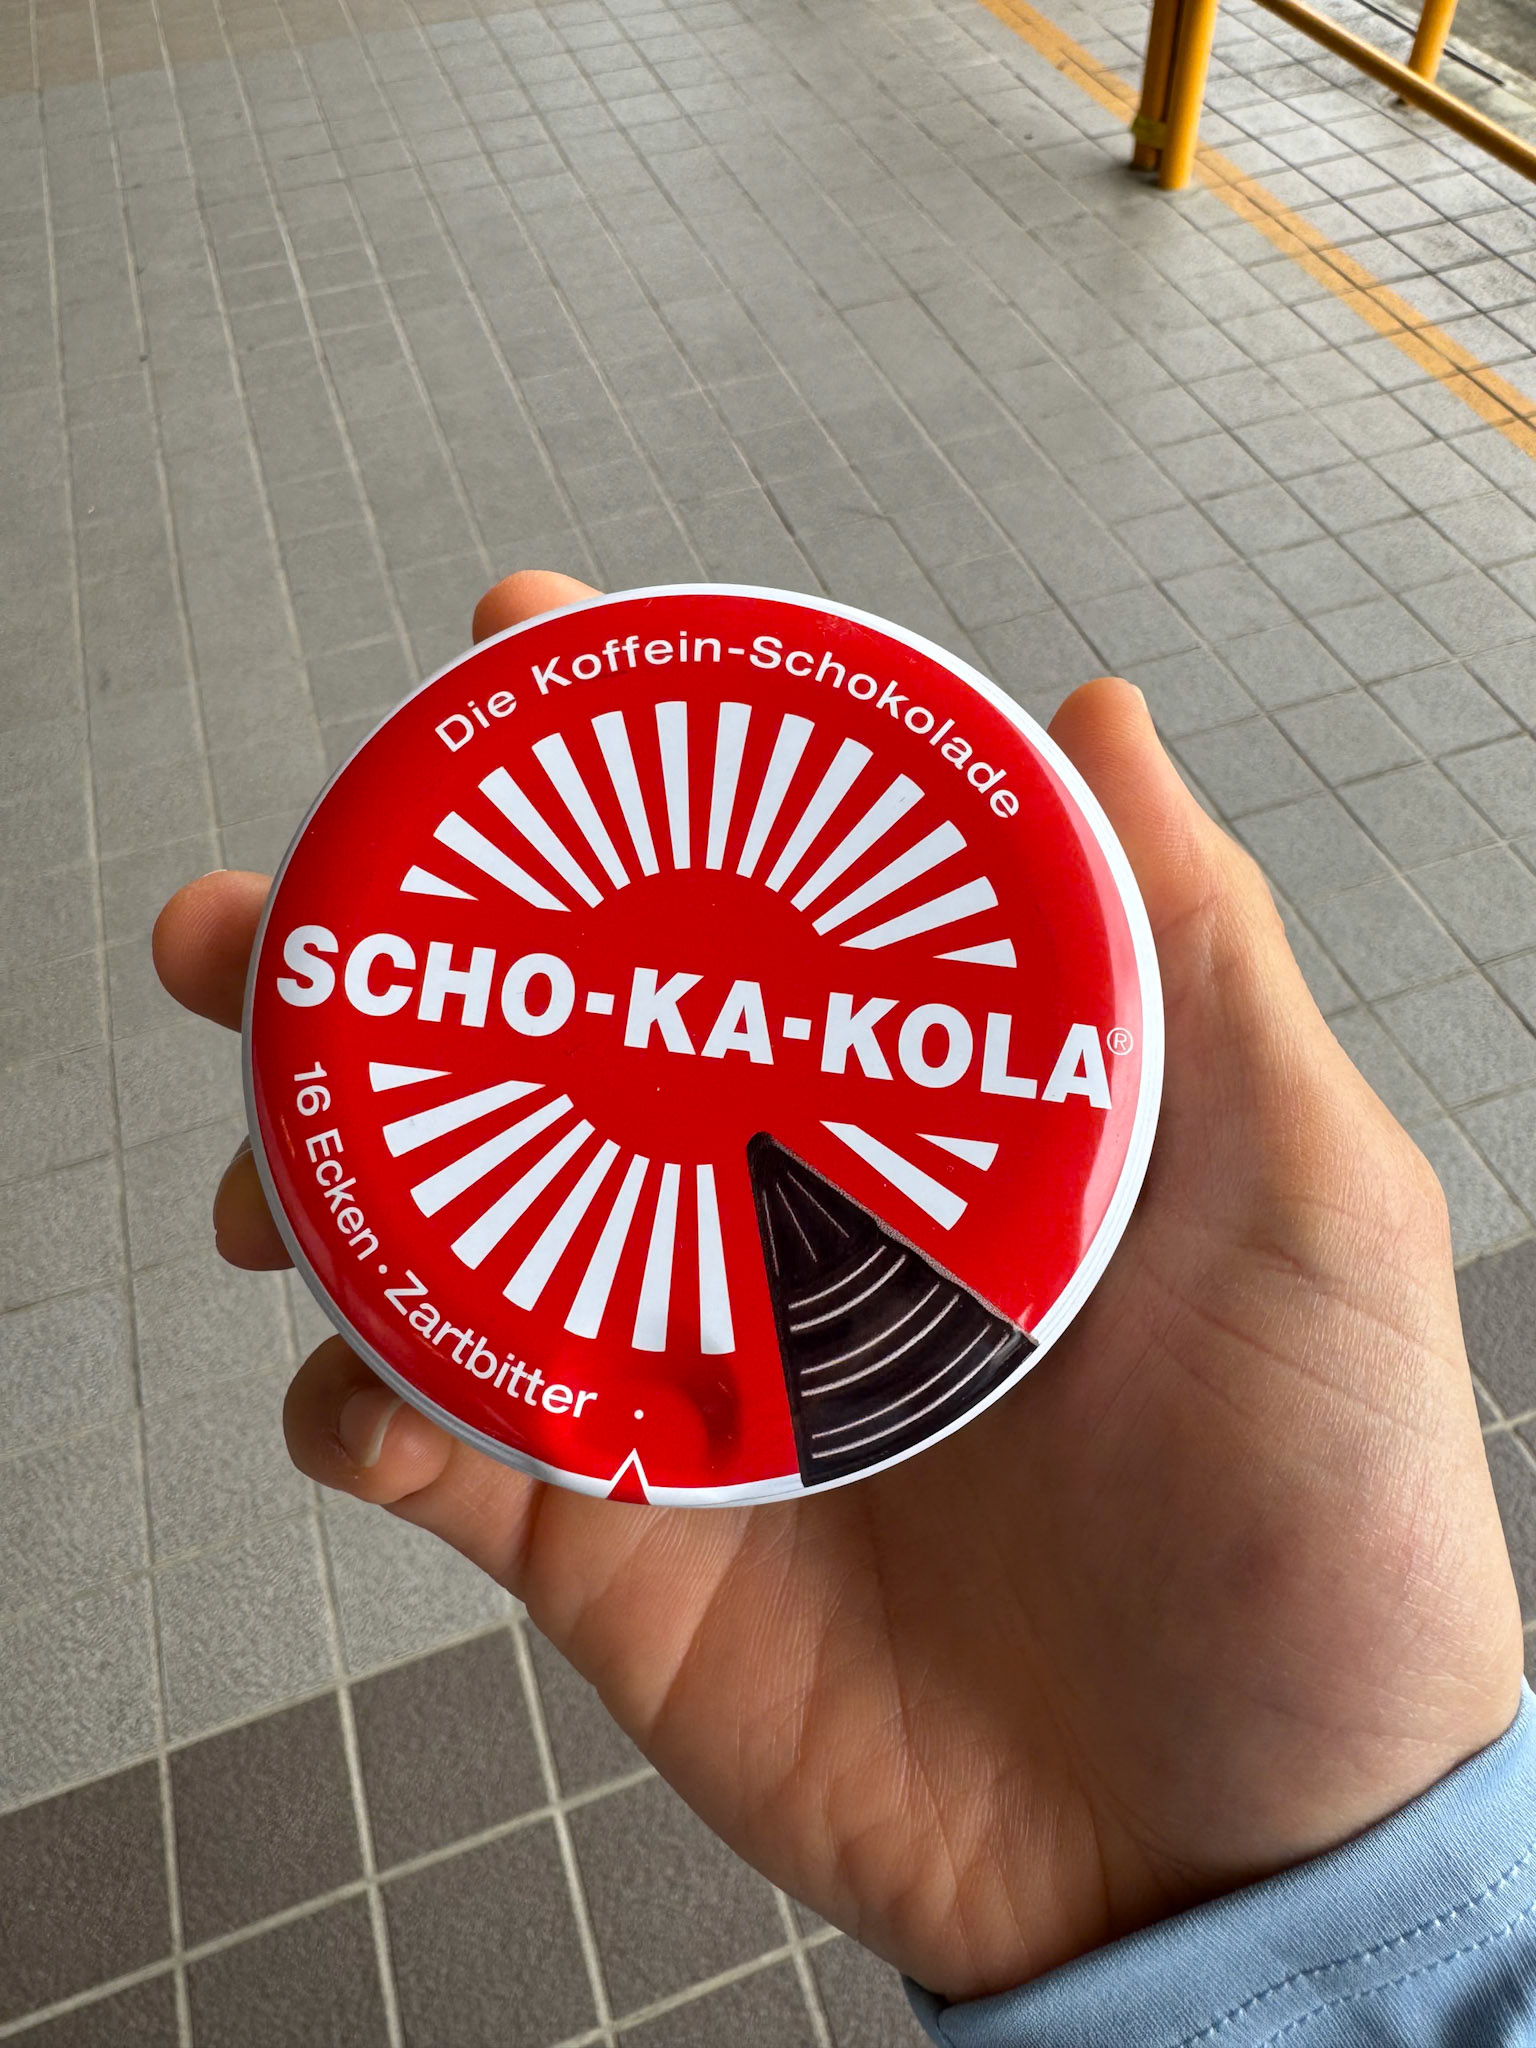 Die Koffein-Schokolade
SCHO-KA-KOLA®
16 Ecken · Zartbitter ·